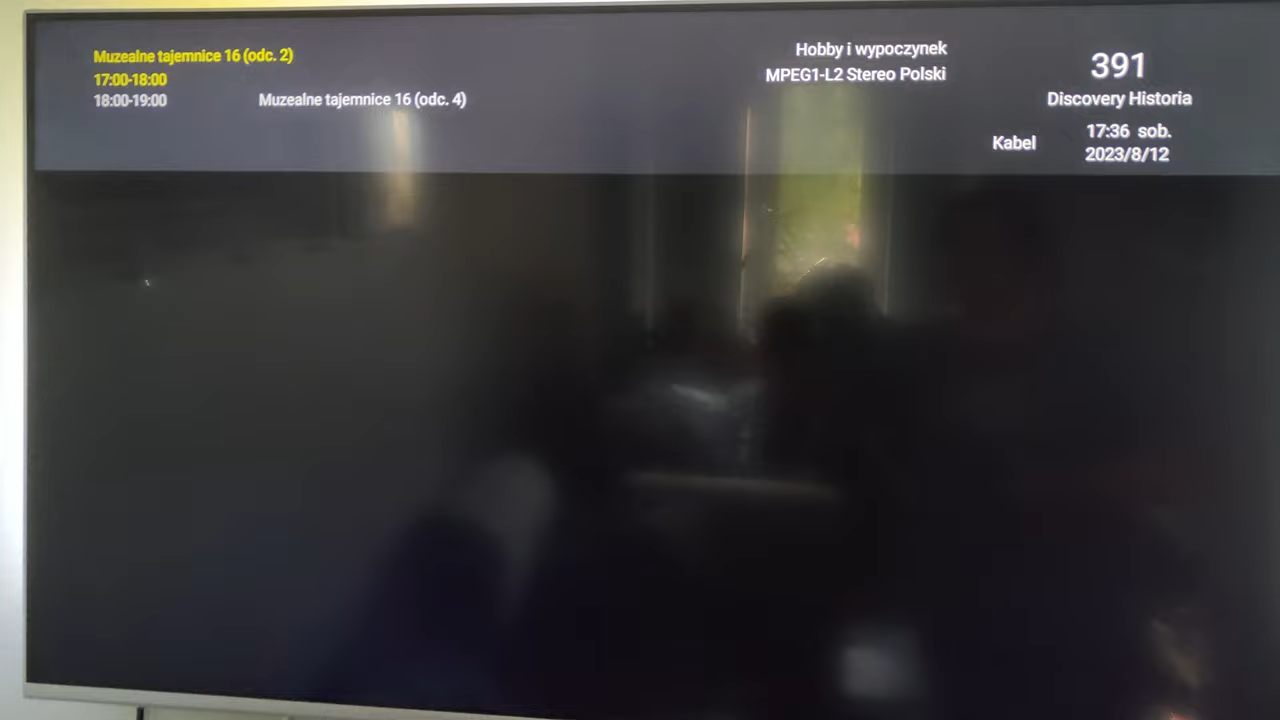 Muzealne tajemnice 16 (odc. 2)
17:00-18:00
18:00-19:00 Muzealne tajemnice 16 (odc. 4)
Hobby i wypoczynek
MPEG1-L2 Stereo Polski
391
Discovery Historia
Kabel
17:36 sob.
2023/8/12